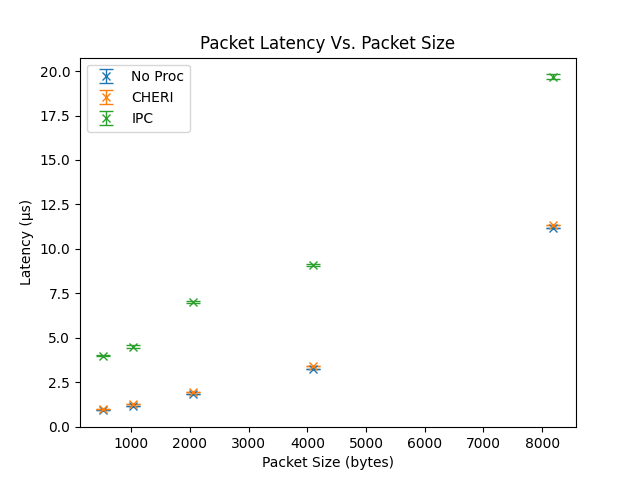 Packet Latency Vs. Packet Size
No Proc
CHERI
IPC
Latency (µs)
20.0
17.5
15.0
12.5
10.0
7.5
5.0
2.5
0.0
1000 2000 3000 4000 5000 6000 7000 8000
Packet Size (bytes)